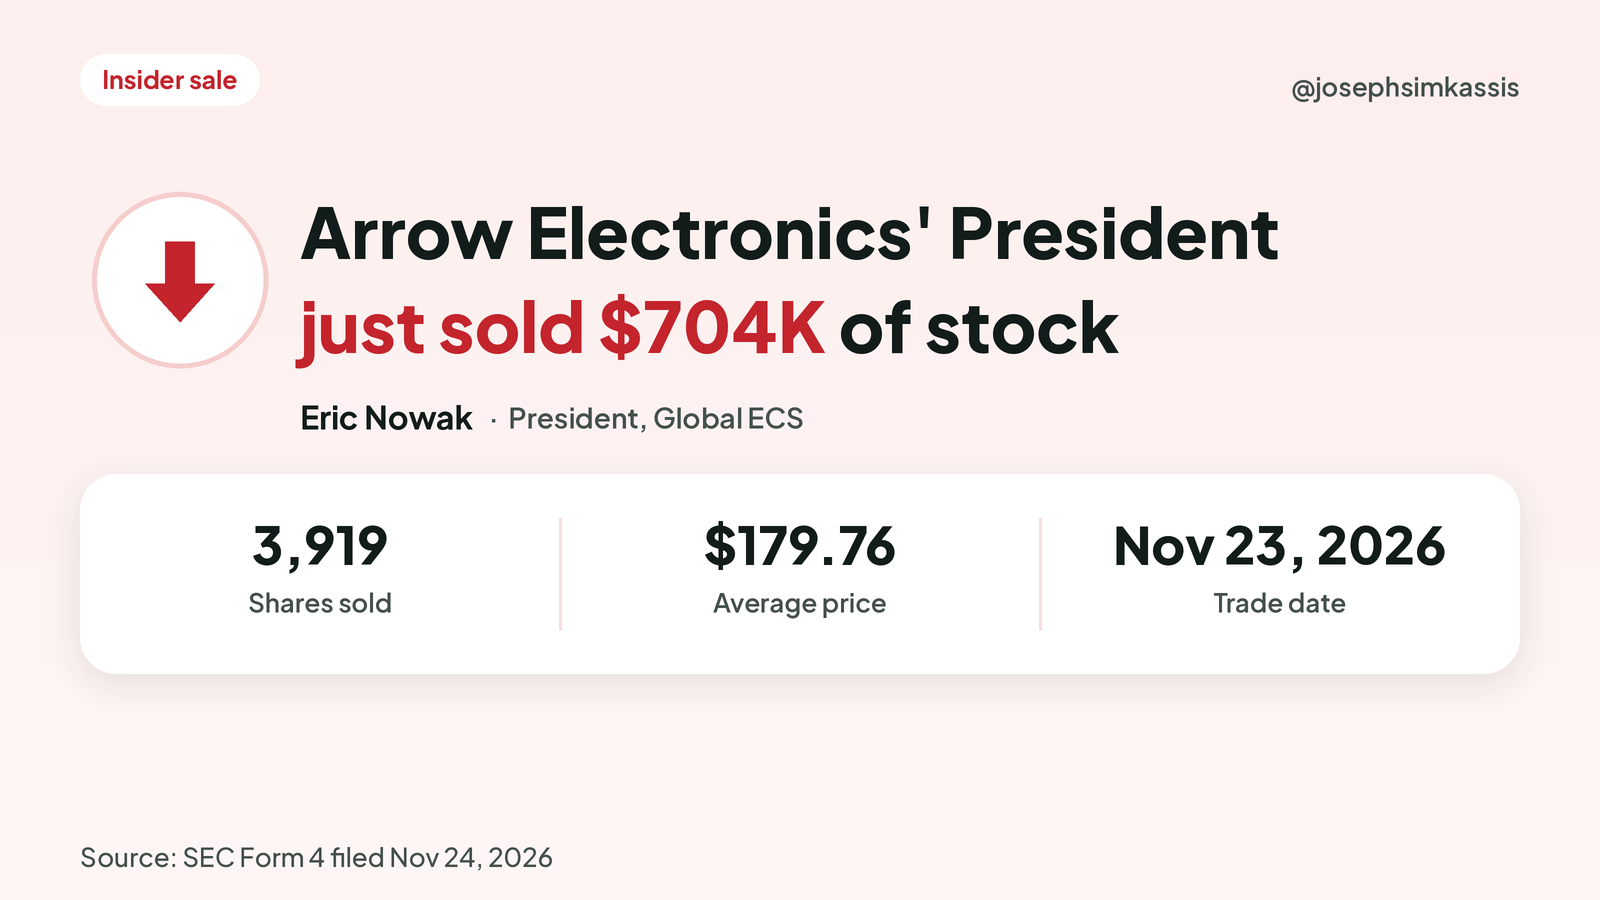 Insider sale
@josephsimkassis
Arrow Electronics' President
just sold $704K of stock
Eric Nowak · President, Global ECS
3,919
Shares sold
$179.76
Average price
Nov 23, 2026
Trade date
Source: SEC Form 4 filed Nov 24, 2026